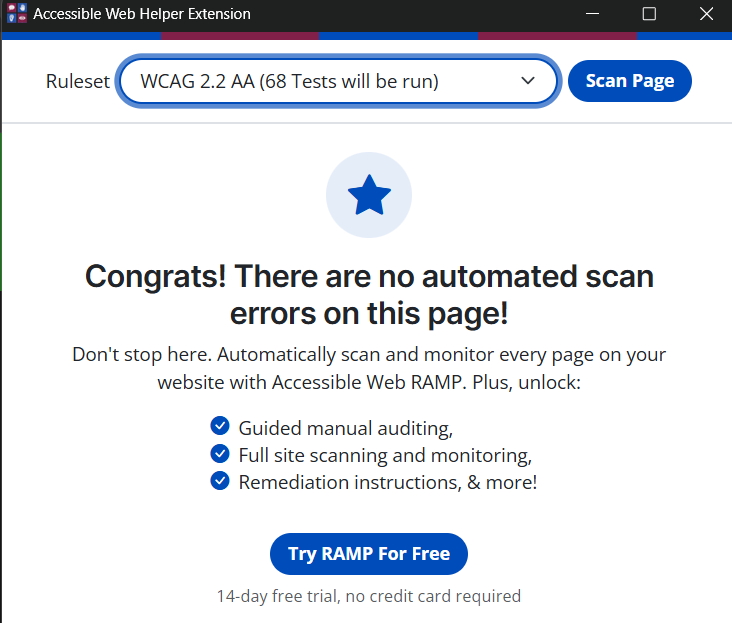 Accessible Web Helper Extension
Ruleset WCAG 2.2 AA (68 Tests will be run) Scan Page
Congrats! There are no automated scan
errors on this page!
Don't stop here. Automatically scan and monitor every page on your
website with Accessible Web RAMP. Plus, unlock:
Guided manual auditing,
Full site scanning and monitoring,
Remediation instructions, & more!
Try RAMP For Free
14-day free trial, no credit card required